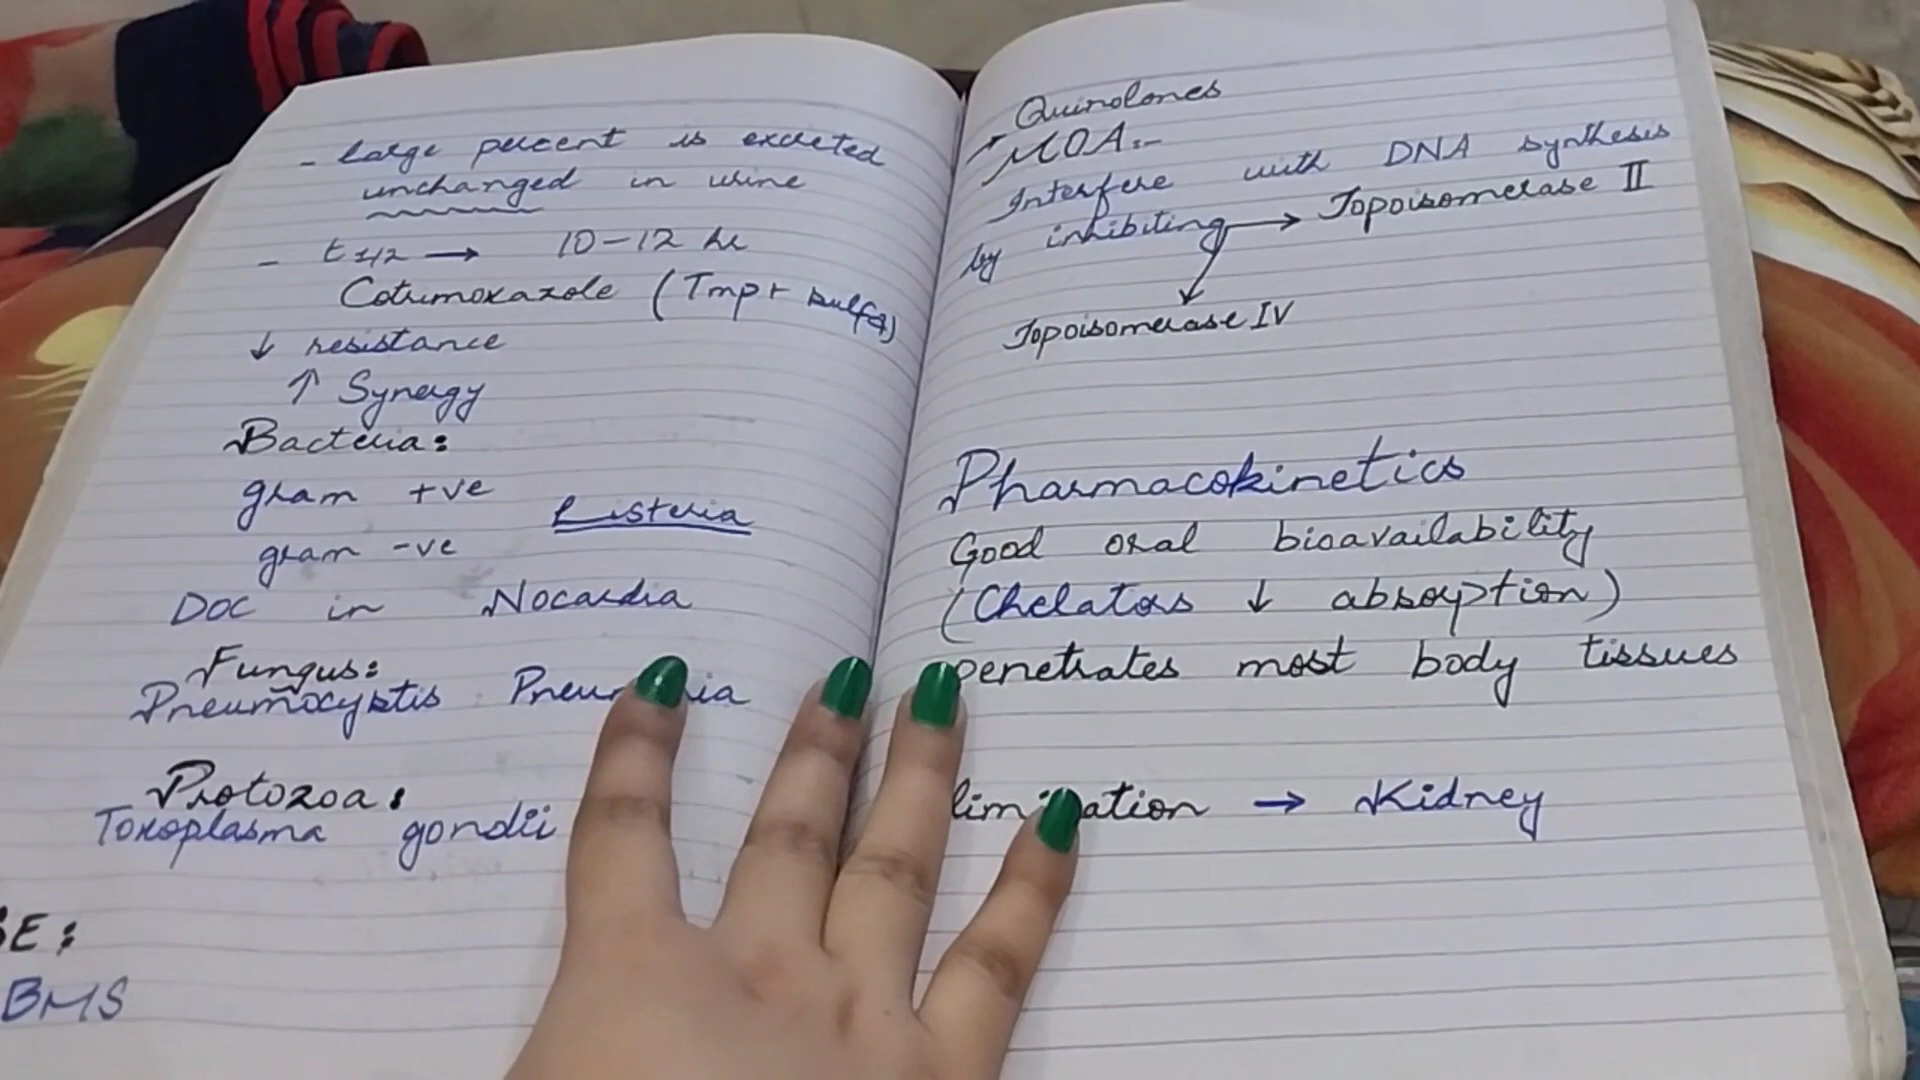 - large percent is excreted
unchanged in urine
- t 1/2 → 10-12 hr
Cotrimoxazole (Tmp+ sulfa)
↓ resistance
↑ Synergy
Bacteria:
gram +ve
Listeria
gram -ve
DOC in Nocardia
Fungus:
Pneumocystis
Protozoa:
Toxoplasma gondii
SE:
BMS
Quinolones
MOA:-
Interfere with DNA synthesis
by inhibiting → Topoisomerase II
↓
Topoisomerase IV
Pharmacokinetics
Good oral bioavailability
(Chelators ↓ absorption)
penetrates most body tissues
→ Kidney